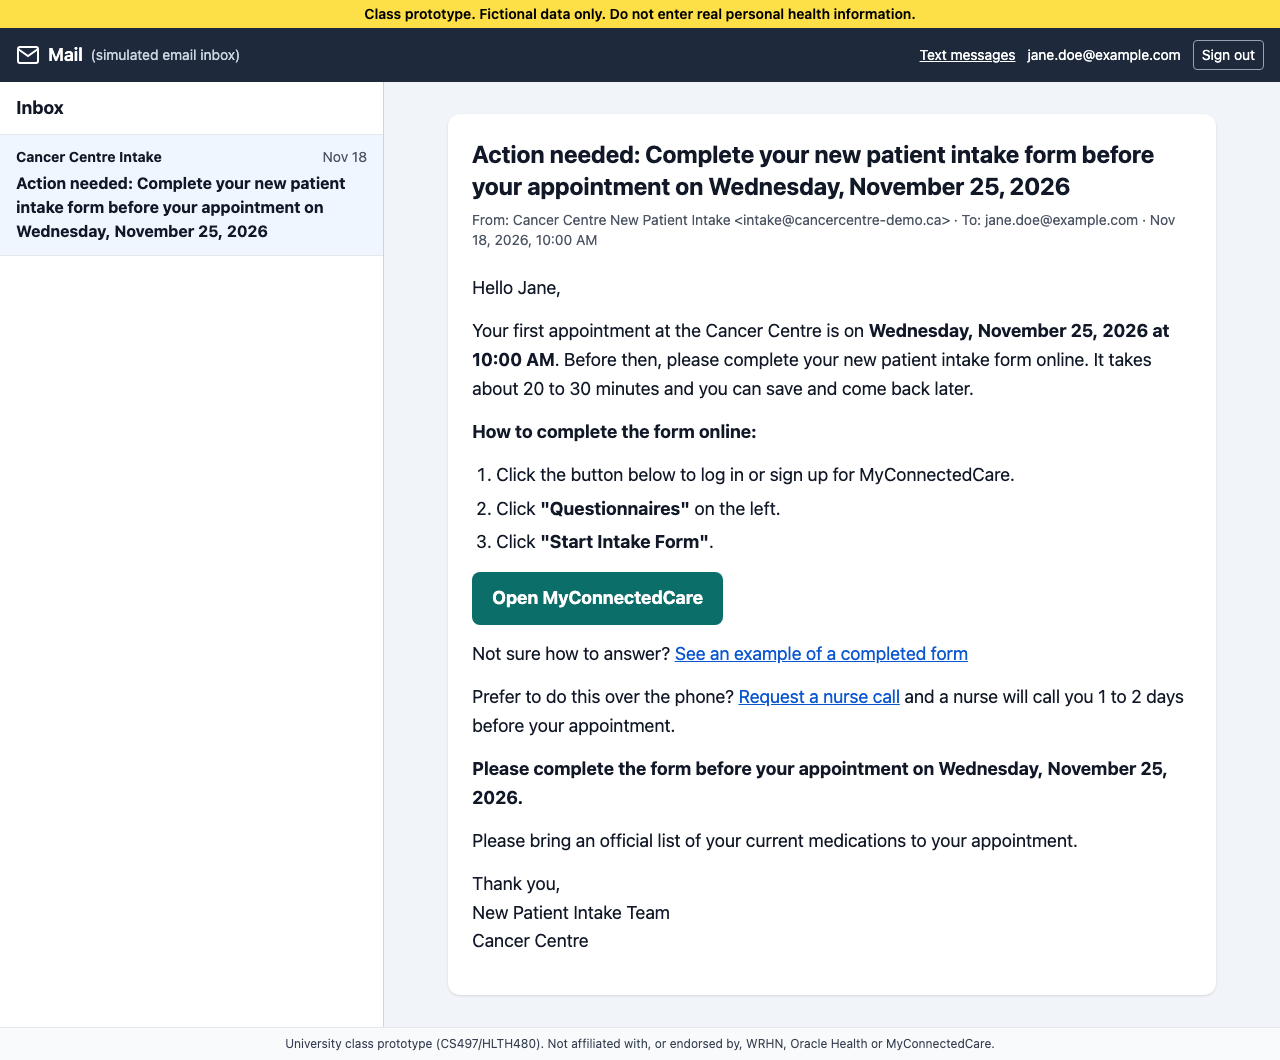 Class prototype. Fictional data only. Do not enter real personal health information.
Mail (simulated email inbox)
Text messages jane.doe@example.com Sign out
Inbox
Cancer Centre Intake Nov 18
Action needed: Complete your new patient
intake form before your appointment on
Wednesday, November 25, 2026
Action needed: Complete your new patient intake form before
your appointment on Wednesday, November 25, 2026
From: Cancer Centre New Patient Intake <intake@cancercentre-demo.ca> · To: jane.doe@example.com · Nov
18, 2026, 10:00 AM
Hello Jane,
Your first appointment at the Cancer Centre is on Wednesday, November 25, 2026 at
10:00 AM. Before then, please complete your new patient intake form online. It takes
about 20 to 30 minutes and you can save and come back later.
How to complete the form online:
1. Click the button below to log in or sign up for MyConnectedCare.
2. Click "Questionnaires" on the left.
3. Click "Start Intake Form".
Open MyConnectedCare
Not sure how to answer? See an example of a completed form
Prefer to do this over the phone? Request a nurse call and a nurse will call you 1 to 2 days
before your appointment.
Please complete the form before your appointment on Wednesday, November 25,
2026.
Please bring an official list of your current medications to your appointment.
Thank you,
New Patient Intake Team
Cancer Centre
University class prototype (CS497/HLTH480). Not affiliated with, or endorsed by, WRHN, Oracle Health or MyConnectedCare.